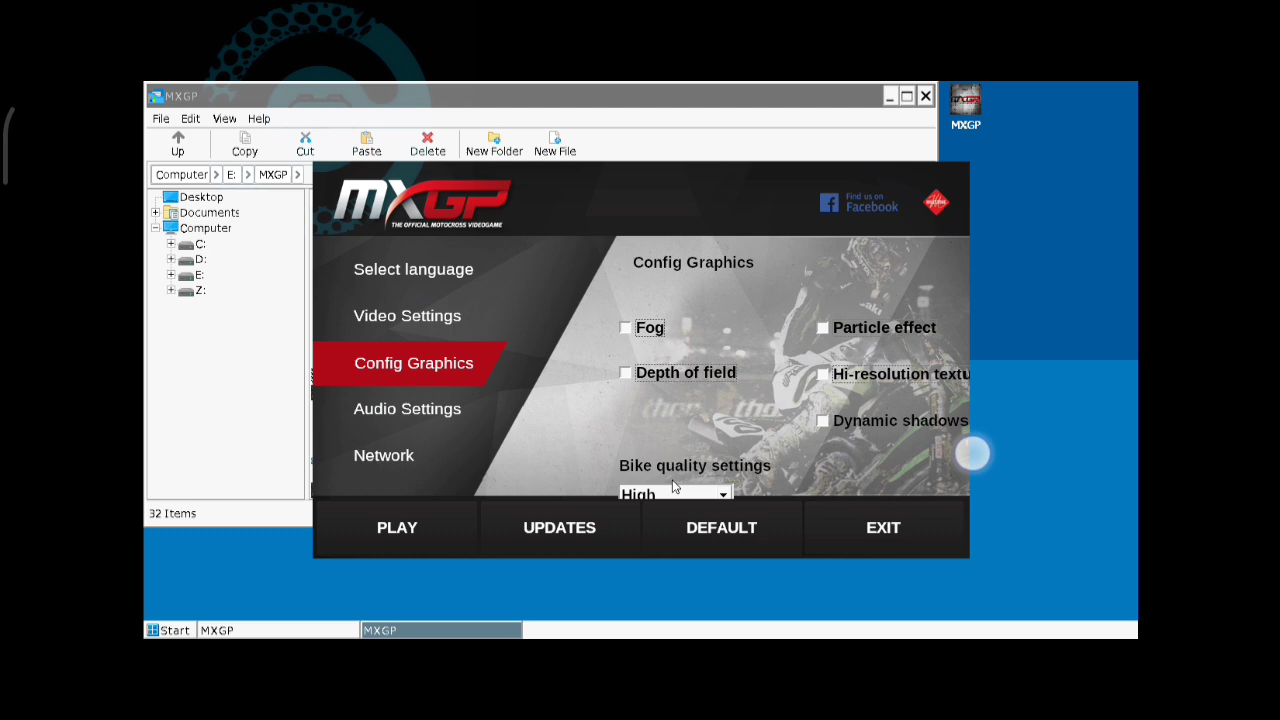 MXGP
File Edit View Help
Up Copy Cut Paste Delete New Folder New File
Computer E: MXGP
Desktop
Documents
Computer
C:
D:
E:
Z:
32 Items
MXGP
MXGP
THE OFFICIAL MOTOCROSS VIDEOGAME
Find us on
Facebook
Select language
Video Settings
Config Graphics
Audio Settings
Network
Config Graphics
Fog
Particle effect
Depth of field
Hi-resolution textu
Dynamic shadows
Bike quality settings
High
PLAY UPDATES DEFAULT EXIT
Start MXGP MXGP